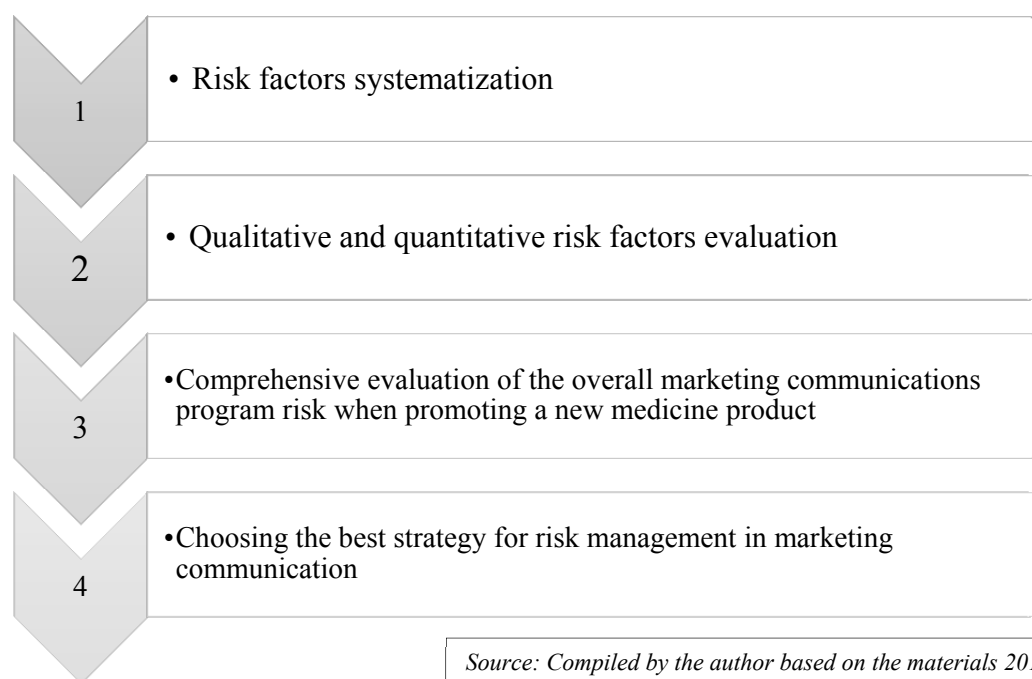 1
• Risk factors systematization
2
• Qualitative and quantitative risk factors evaluation
3
•Comprehensive evaluation of the overall marketing communications
program risk when promoting a new medicine product
4
•Choosing the best strategy for risk management in marketing
communication
Source: Compiled by the author based on the materials